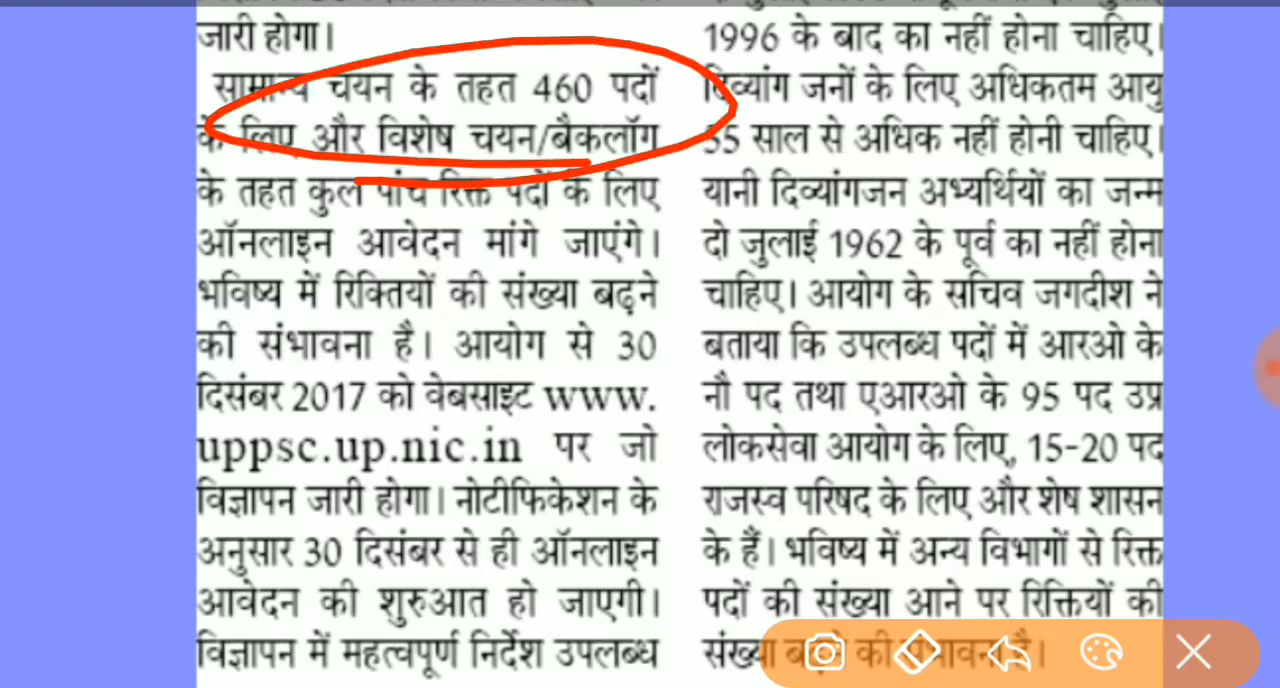 जारी होगा।
सामान्य चयन के तहत 460 पदों
के लिए और विशेष चयन/बैकलॉग
के तहत कुल पांच रिक्त पदों के लिए
ऑनलाइन आवेदन मांगे जाएंगे।
भविष्य में रिक्तियों की संख्या बढ़ने
की संभावना है। आयोग से 30
दिसंबर 2017 को वेबसाइट www.
uppsc.up.nic.in पर जो
विज्ञापन जारी होगा। नोटीफिकेशन के
अनुसार 30 दिसंबर से ही ऑनलाइन
आवेदन की शुरुआत हो जाएगी।
विज्ञापन में महत्वपूर्ण निर्देश उपलब्ध
1996 के बाद का नहीं होना चाहिए।
दिव्यांग जनों के लिए अधिकतम आयु
55 साल से अधिक नहीं होनी चाहिए।
यानी दिव्यांगजन अभ्यर्थियों का जन्म
दो जुलाई 1962 के पूर्व का नहीं होना
चाहिए। आयोग के सचिव जगदीश ने
बताया कि उपलब्ध पदों में आरओ के
नौ पद तथा एआरओ के 95 पद उप्र
लोकसेवा आयोग के लिए, 15-20 पद
राजस्व परिषद के लिए और शेष शासन
के हैं। भविष्य में अन्य विभागों से रिक्त
पदों की संख्या आने पर रिक्तियों की
संख्या बढ़ने की संभावना है।